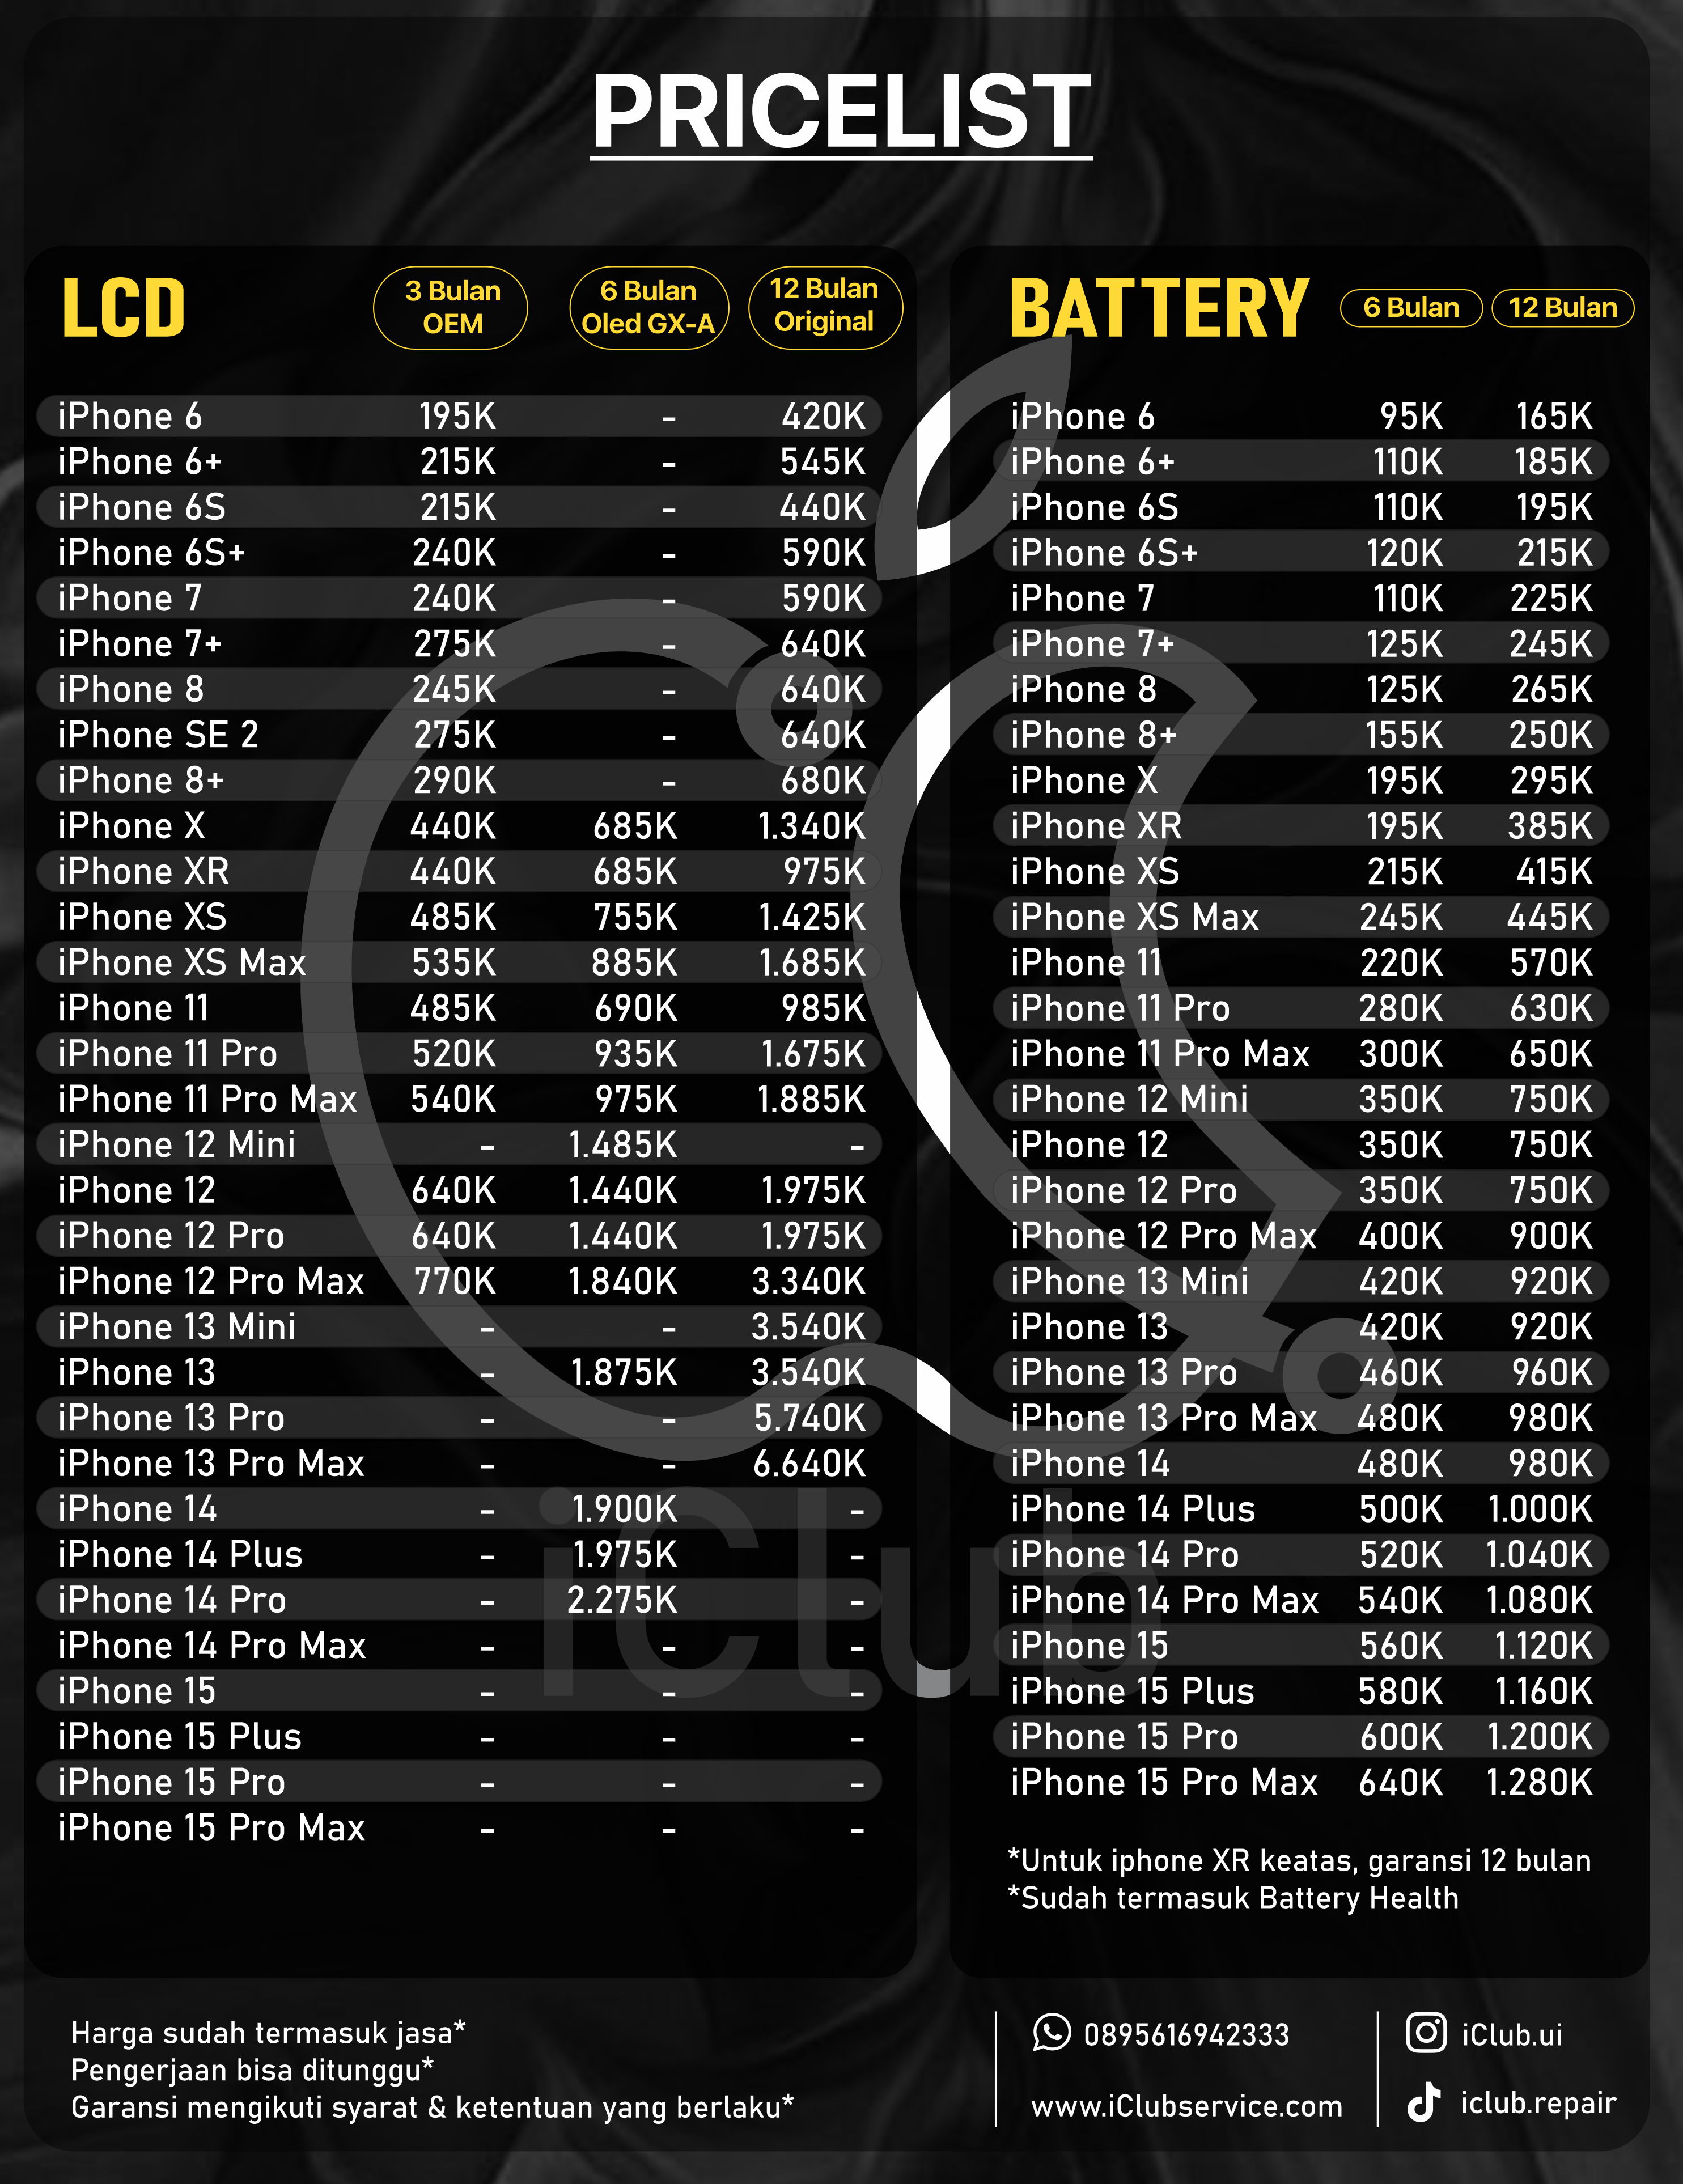 PRICELIST
LCD
3 Bulan
OEM
6 Bulan
Oled GX-A
12 Bulan
Original
iPhone 6 195K - 420K
iPhone 6+ 215K - 545K
iPhone 6S 215K - 440K
iPhone 6S+ 240K - 590K
iPhone 7 240K - 590K
iPhone 7+ 275K - 640K
iPhone 8 245K - 640K
iPhone SE 2 275K - 640K
iPhone 8+ 290K - 680K
iPhone X 440K 685K 1.340K
iPhone XR 440K 685K 975K
iPhone XS 485K 755K 1.425K
iPhone XS Max 535K 885K 1.685K
iPhone 11 485K 690K 985K
iPhone 11 Pro 520K 935K 1.675K
iPhone 11 Pro Max 540K 975K 1.885K
iPhone 12 Mini - 1.485K -
iPhone 12 640K 1.440K 1.975K
iPhone 12 Pro 640K 1.440K 1.975K
iPhone 12 Pro Max 770K 1.840K 3.340K
iPhone 13 Mini - - 3.540K
iPhone 13 - 1.875K 3.540K
iPhone 13 Pro - - 5.740K
iPhone 13 Pro Max - - 6.640K
iPhone 14 - 1.900K -
iPhone 14 Plus - 1.975K -
iPhone 14 Pro - 2.275K -
iPhone 14 Pro Max - - -
iPhone 15 - - -
iPhone 15 Plus - - -
iPhone 15 Pro - - -
iPhone 15 Pro Max - - -
BATTERY 6 Bulan 12 Bulan
iPhone 6 95K 165K
iPhone 6+ 110K 185K
iPhone 6S 110K 195K
iPhone 6S+ 120K 215K
iPhone 7 110K 225K
iPhone 7+ 125K 245K
iPhone 8 125K 265K
iPhone 8+ 155K 250K
iPhone X 195K 295K
iPhone XR 195K 385K
iPhone XS 215K 415K
iPhone XS Max 245K 445K
iPhone 11 220K 570K
iPhone 11 Pro 280K 630K
iPhone 11 Pro Max 300K 650K
iPhone 12 Mini 350K 750K
iPhone 12 350K 750K
iPhone 12 Pro 350K 750K
iPhone 12 Pro Max 400K 900K
iPhone 13 Mini 420K 920K
iPhone 13 420K 920K
iPhone 13 Pro 460K 960K
iPhone 13 Pro Max 480K 980K
iPhone 14 480K 980K
iPhone 14 Plus 500K 1.000K
iPhone 14 Pro 520K 1.040K
iPhone 14 Pro Max 540K 1.080K
iPhone 15 560K 1.120K
iPhone 15 Plus 580K 1.160K
iPhone 15 Pro 600K 1.200K
iPhone 15 Pro Max 640K 1.280K
*Untuk iphone XR keatas, garansi 12 bulan
*Sudah termasuk Battery Health
iClub
Harga sudah termasuk jasa*
Pengerjaan bisa ditunggu*
Garansi mengikuti syarat & ketentuan yang berlaku*
0895616942333
www.iClubservice.com
iClub.ui
iclub.repair